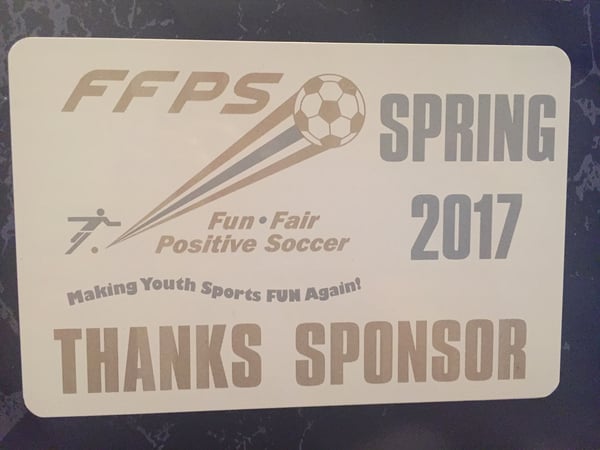 FFPS
SPRING
2017
Fun • Fair
Positive Soccer
Making Youth Sports FUN Again!
THANKS SPONSOR